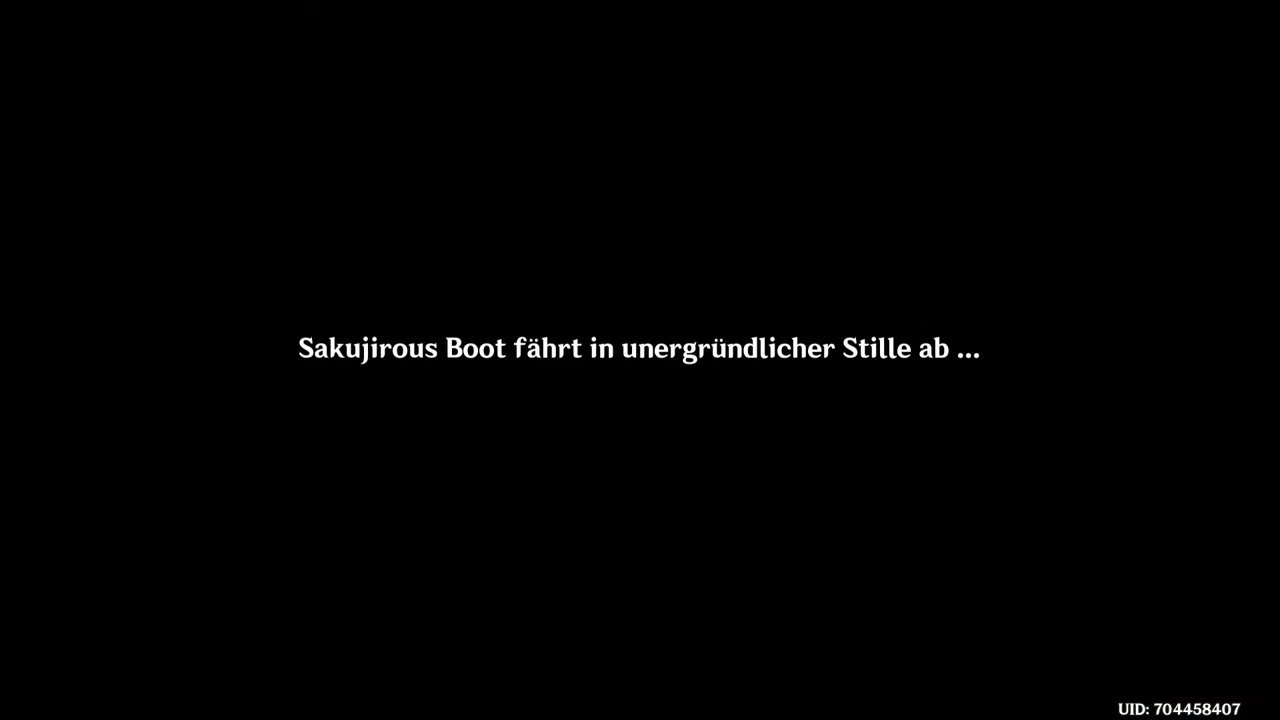 Sakujirous Boot fährt in unergründlicher Stille ab ...
UID: 704458407